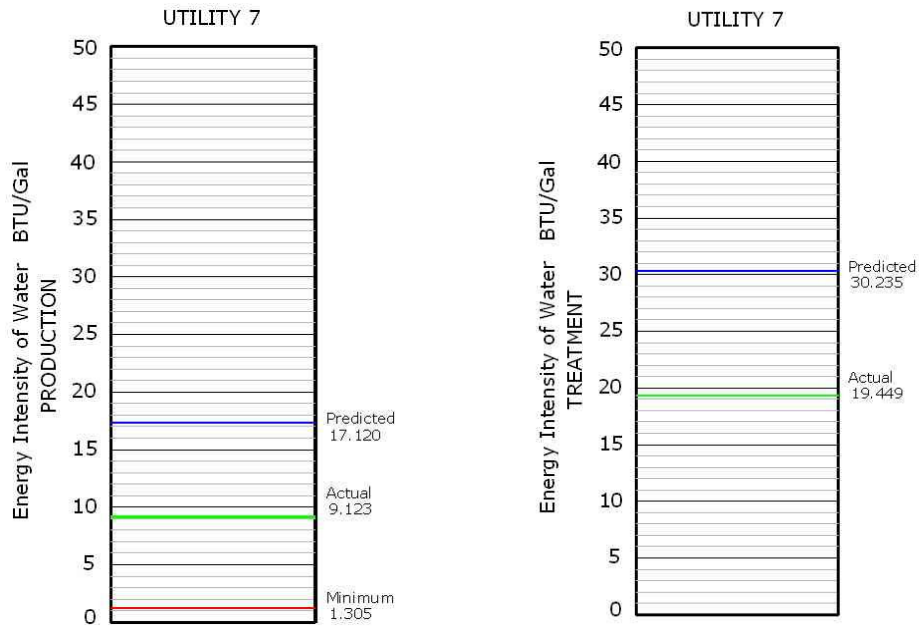 UTILITY 7
Energy Intensity of Water BTU/Gal
PRODUCTION
50
45
40
35
30
25
20
15
10
5
0
Predicted
17.120
Actual
9.123
Minimum
1.305
UTILITY 7
Energy Intensity of Water BTU/Gal
TREATMENT
50
45
40
35
30
25
20
15
10
5
0
Predicted
30.235
Actual
19.449